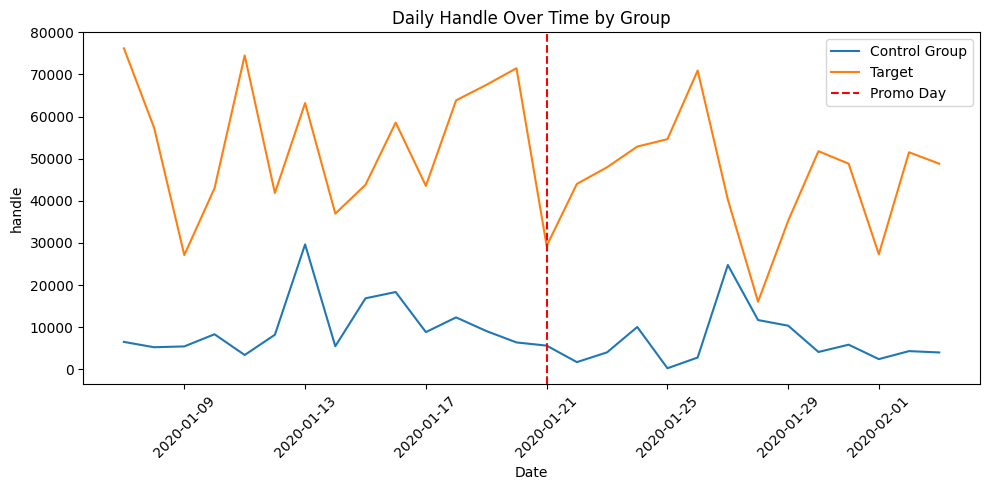 Daily Handle Over Time by Group
80000
70000
60000
50000
40000
30000
20000
10000
0
handle
Control Group
Target
Promo Day
2020-01-09
2020-01-13
2020-01-17
2020-01-21
2020-01-25
2020-01-29
2020-02-01
Date